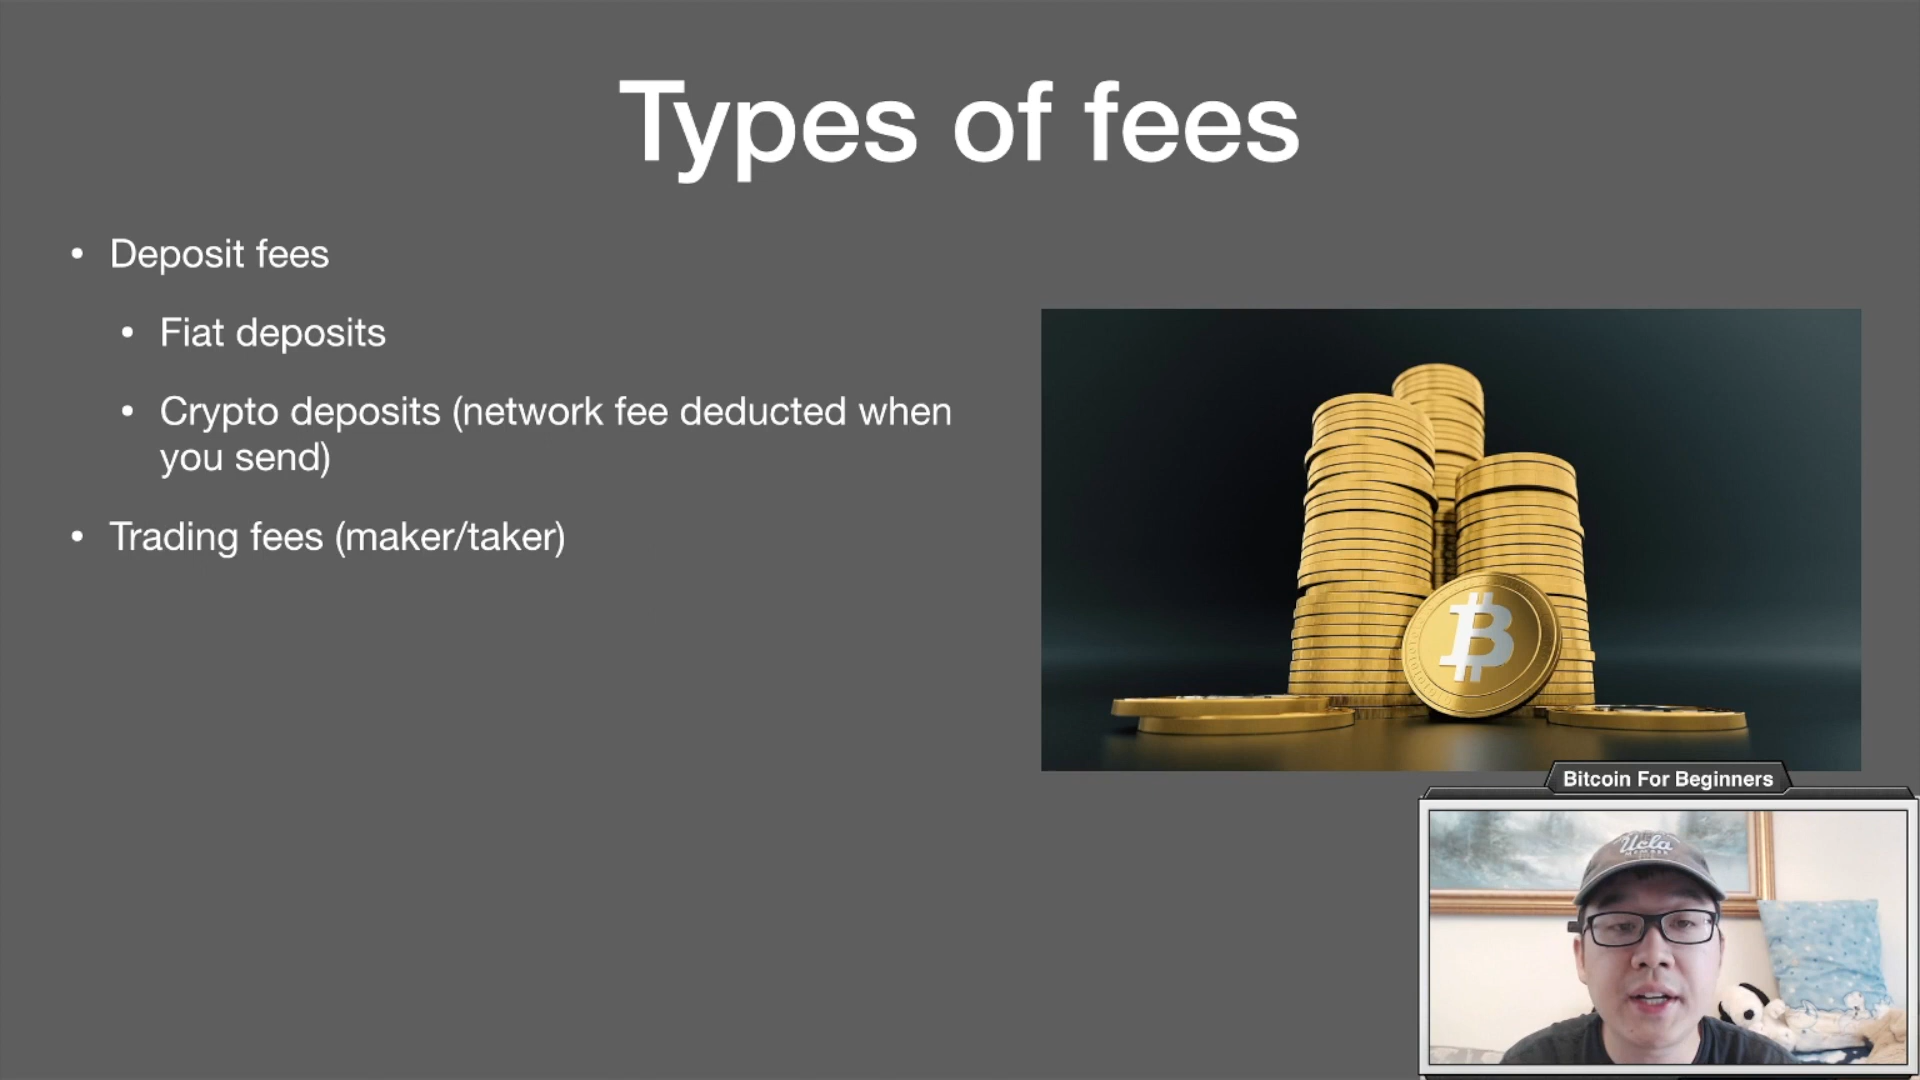 Types of fees
• Deposit fees
• Fiat deposits
• Crypto deposits (network fee deducted when
you send)
• Trading fees (maker/taker)
Bitcoin For Beginners
Ucla